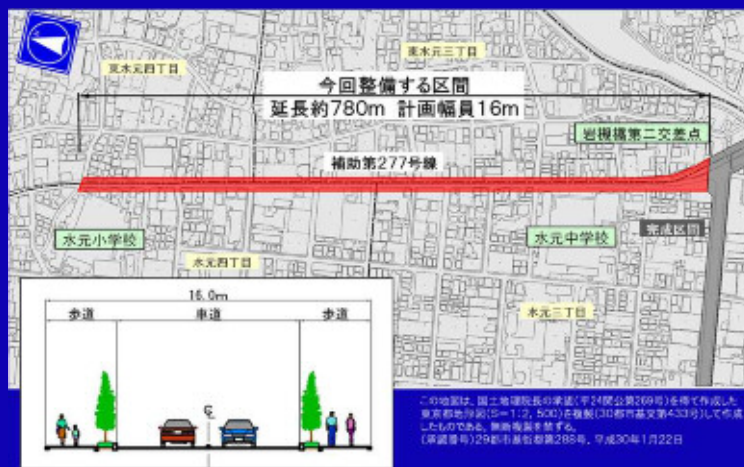 東水元四丁目
東水元三丁目
今回整備する区間
延長約780m 計画幅員16m
岩槻橋第二交差点
補助第277号線
水元小学校
水元中学校
完成区間
水元四丁目
水元三丁目
16.0m
歩道 車道 歩道
この地図は、国土地理院長の承認(平24関公第269号)を得て作成した
東京都地形図(S=1:2,500)を複製(30都市基交第433号)して作成
したものである。無断複製を禁ずる。
(承認番号)29都市基街都第288号、平成30年1月22日